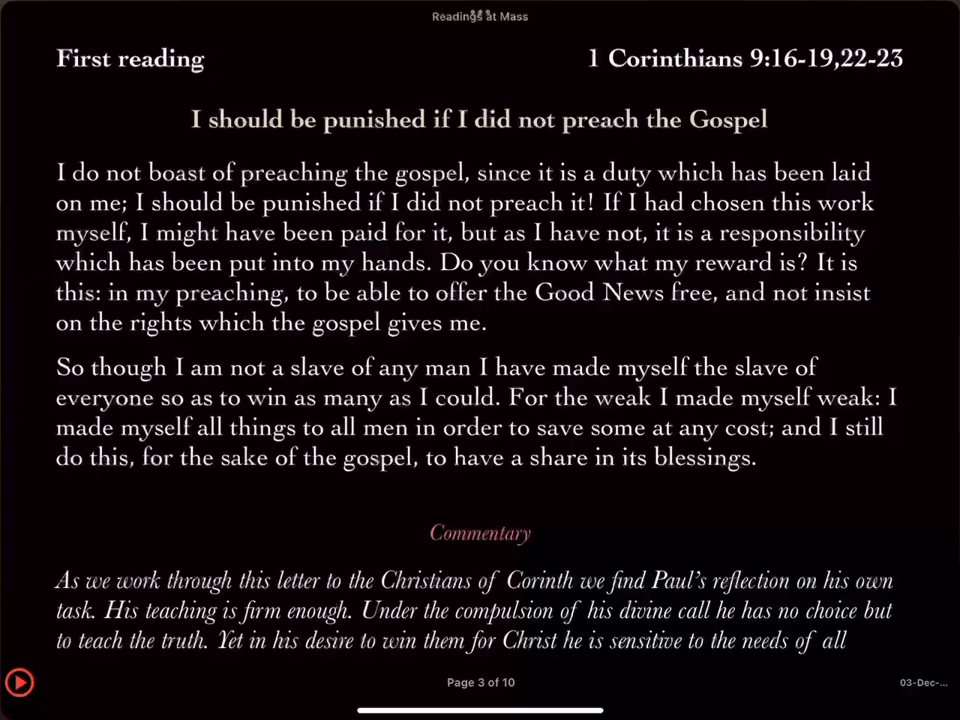 Readings at Mass
First reading
1 Corinthians 9:16-19,22-23
I should be punished if I did not preach the Gospel
I do not boast of preaching the gospel, since it is a duty which has been laid
on me; I should be punished if I did not preach it! If I had chosen this work
myself, I might have been paid for it, but as I have not, it is a responsibility
which has been put into my hands. Do you know what my reward is? It is
this: in my preaching, to be able to offer the Good News free, and not insist
on the rights which the gospel gives me.
So though I am not a slave of any man I have made myself the slave of
everyone so as to win as many as I could. For the weak I made myself weak: I
made myself all things to all men in order to save some at any cost; and I still
do this, for the sake of the gospel, to have a share in its blessings.
Commentary
As we work through this letter to the Christians of Corinth we find Paul's reflection on his own
task. His teaching is firm enough. Under the compulsion of his divine call he has no choice but
to teach the truth. Yet in his desire to win them for Christ he is sensitive to the needs of all
Page 3 of 10
03-Dec-...